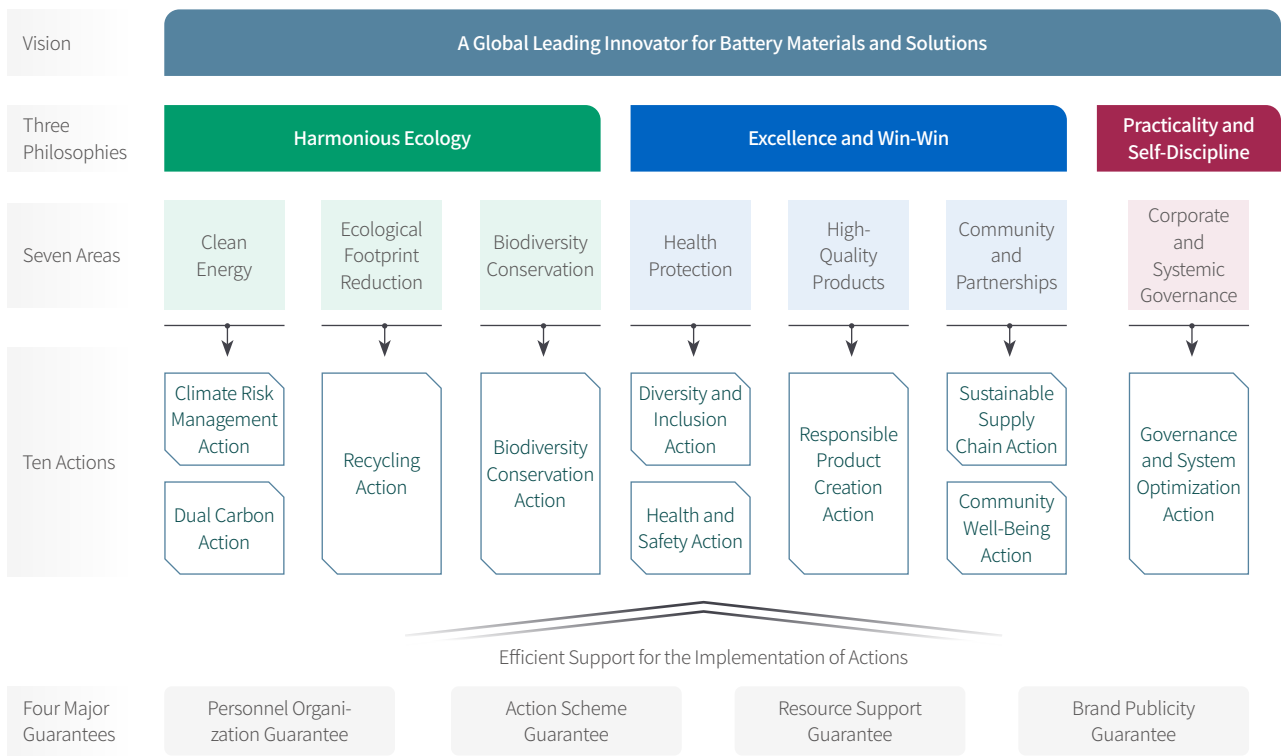 Vision
A Global Leading Innovator for Battery Materials and Solutions
Three
Philosophies
Harmonious Ecology
Excellence and Win-Win
Practicality and
Self-Discipline
Seven Areas
Clean
Energy
Ecological
Footprint
Reduction
Biodiversity
Conservation
Health
Protection
High-
Quality
Products
Community
and
Partnerships
Corporate
and
Systemic
Governance
Ten Actions
Climate Risk
Management
Action
Dual Carbon
Action
Recycling
Action
Biodiversity
Conservation
Action
Diversity and
Inclusion
Action
Health and
Safety Action
Responsible
Product
Creation
Action
Sustainable
Supply
Chain Action
Community
Well-Being
Action
Governance
and System
Optimization
Action
Efficient Support for the Implementation of Actions
Four Major
Guarantees
Personnel Organi-
zation Guarantee
Action Scheme
Guarantee
Resource Support
Guarantee
Brand Publicity
Guarantee